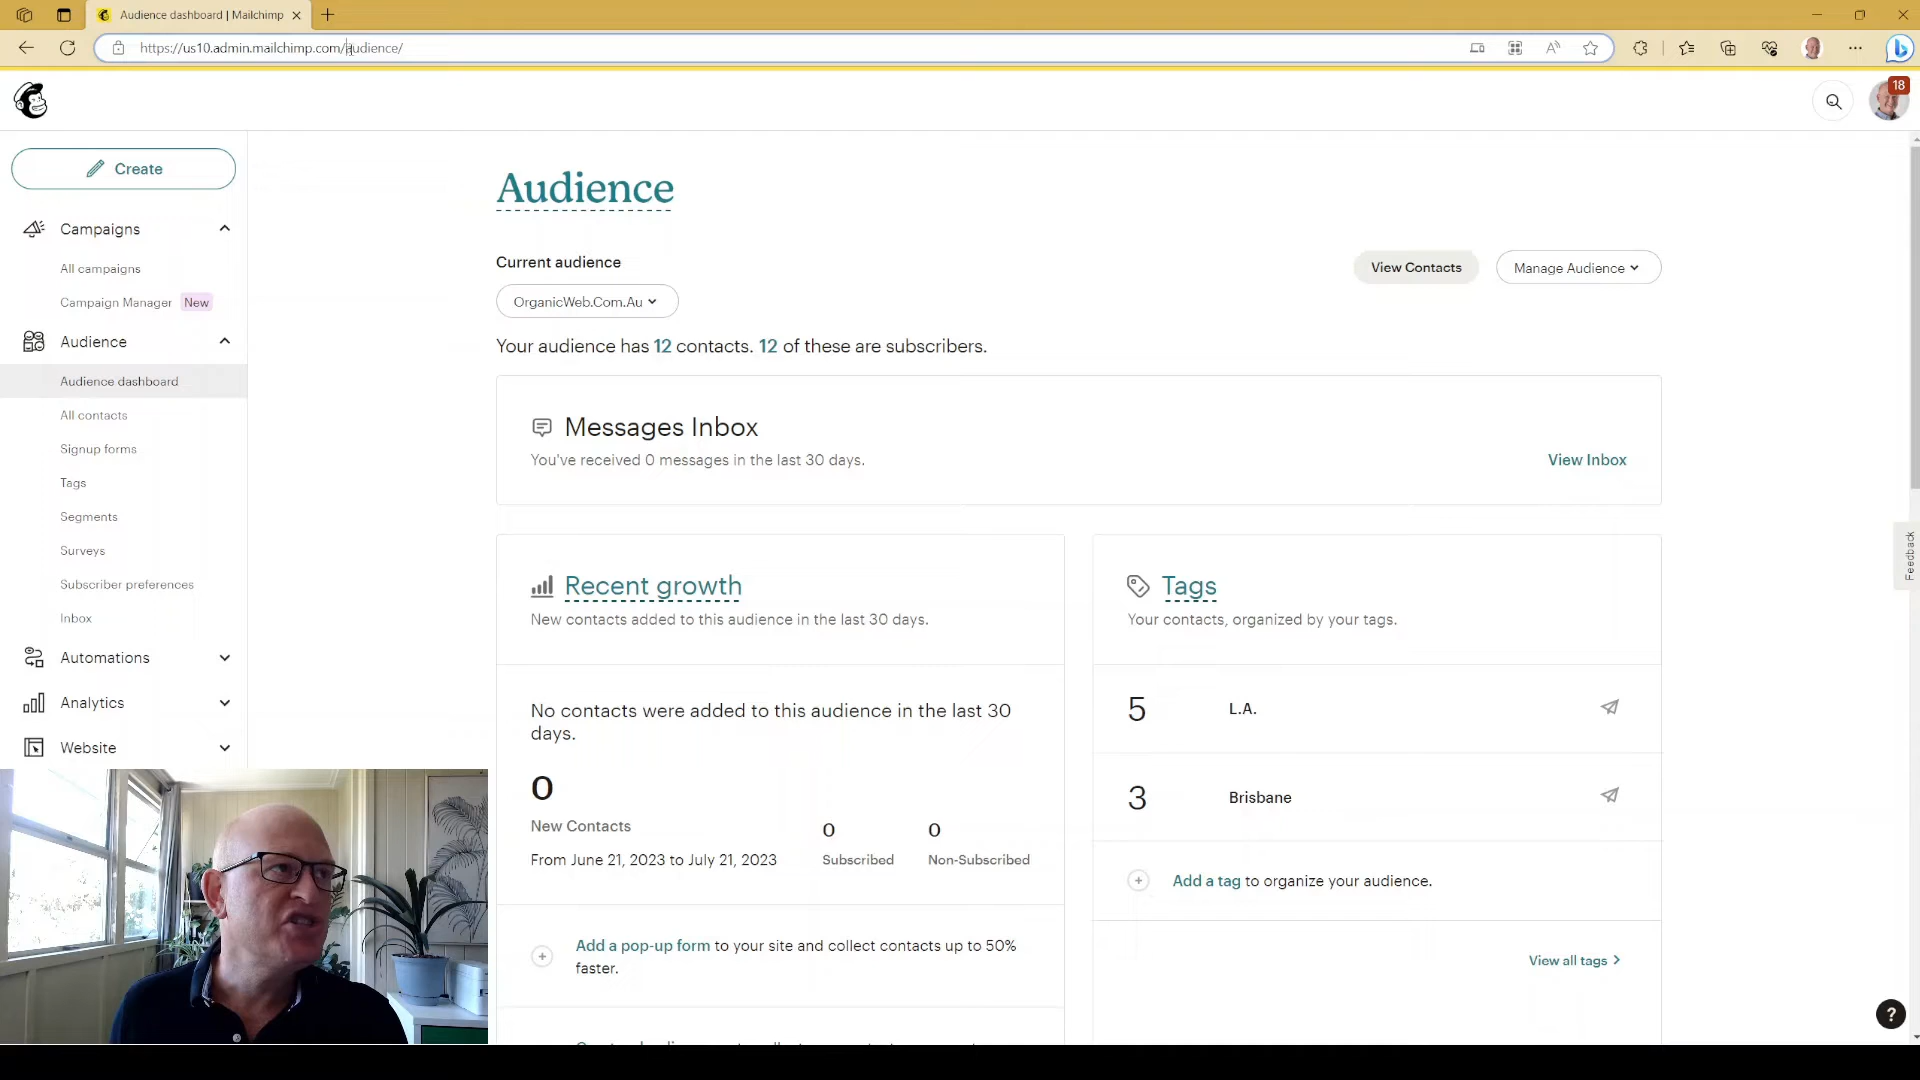 Audience dashboard | Mailchimp
https://us10.admin.mailchimp.com/audience/
18
Create
Campaigns
All campaigns
Campaign Manager New
Audience
Audience dashboard
All contacts
Signup forms
Tags
Segments
Surveys
Subscriber preferences
Inbox
Automations
Analytics
Website
Audience
Current audience
OrganicWeb.Com.Au
View Contacts
Manage Audience
Your audience has 12 contacts. 12 of these are subscribers.
Messages Inbox
You've received 0 messages in the last 30 days.
View Inbox
Recent growth
New contacts added to this audience in the last 30 days.
No contacts were added to this audience in the last 30
days.
0
New Contacts
From June 21, 2023 to July 21, 2023
0
Subscribed
0
Non-Subscribed
Add a pop-up form to your site and collect contacts up to 50%
faster.
Tags
Your contacts, organized by your tags.
5 L.A.
3 Brisbane
Add a tag to organize your audience.
View all tags
Feedback
?